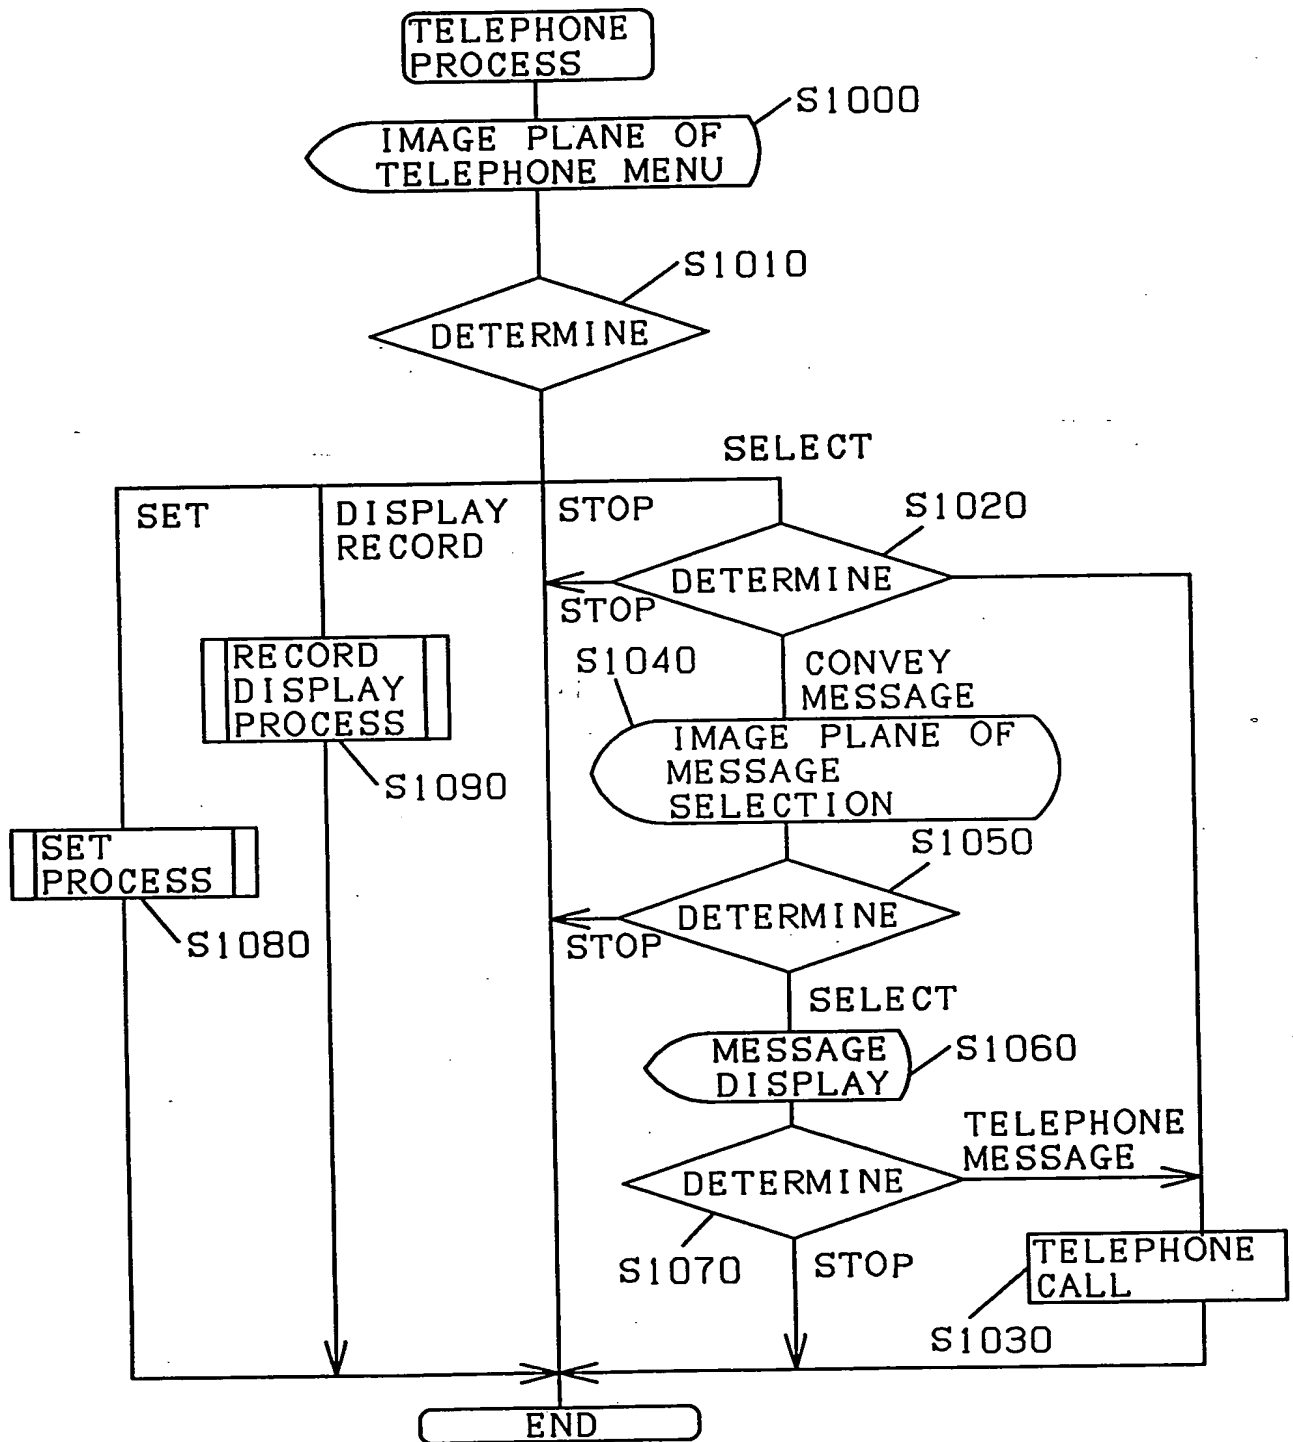 TELEPHONE
PROCESS
S1000
IMAGE PLANE OF
TELEPHONE MENU
S1010
DETERMINE
SELECT
SET
DISPLAY
RECORD
STOP
S1020
DETERMINE
STOP
RECORD
DISPLAY
PROCESS
S1040
CONVEY
MESSAGE
IMAGE PLANE OF
MESSAGE
SELECTION
S1090
SET
PROCESS
S1050
DETERMINE
STOP
S1080
SELECT
MESSAGE
DISPLAY
S1060
TELEPHONE
MESSAGE
DETERMINE
S1070
STOP
TELEPHONE
CALL
S1030
END